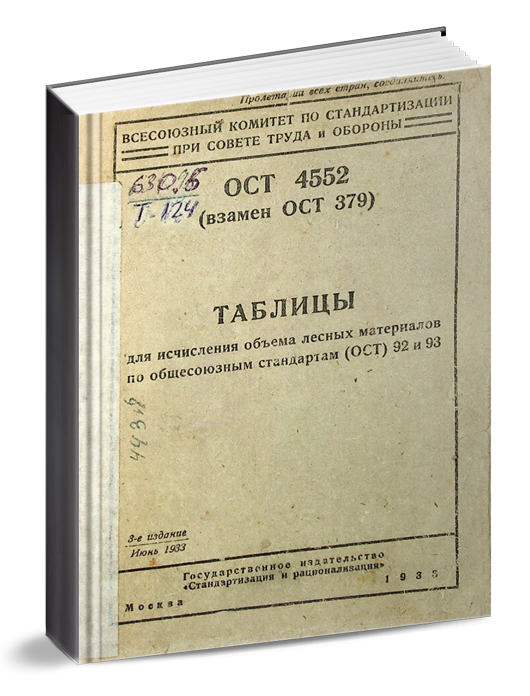 Пролетарии всех стран, соединяйтесь.
ВСЕСОЮЗНЫЙ КОМИТЕТ ПО СТАНДАРТИЗАЦИИ
ПРИ СОВЕТЕ ТРУДА и ОБОРОНЫ
630,5
Т-124
ОСТ 4552
(взамен ОСТ 379)
ТАБЛИЦЫ
для исчисления объема лесных материалов
по общесоюзным стандартам (ОСТ) 92 и 93
3-е издание
Июнь 1933
Государственное издательство
«Стандартизация и рационализация»
Москва 1933